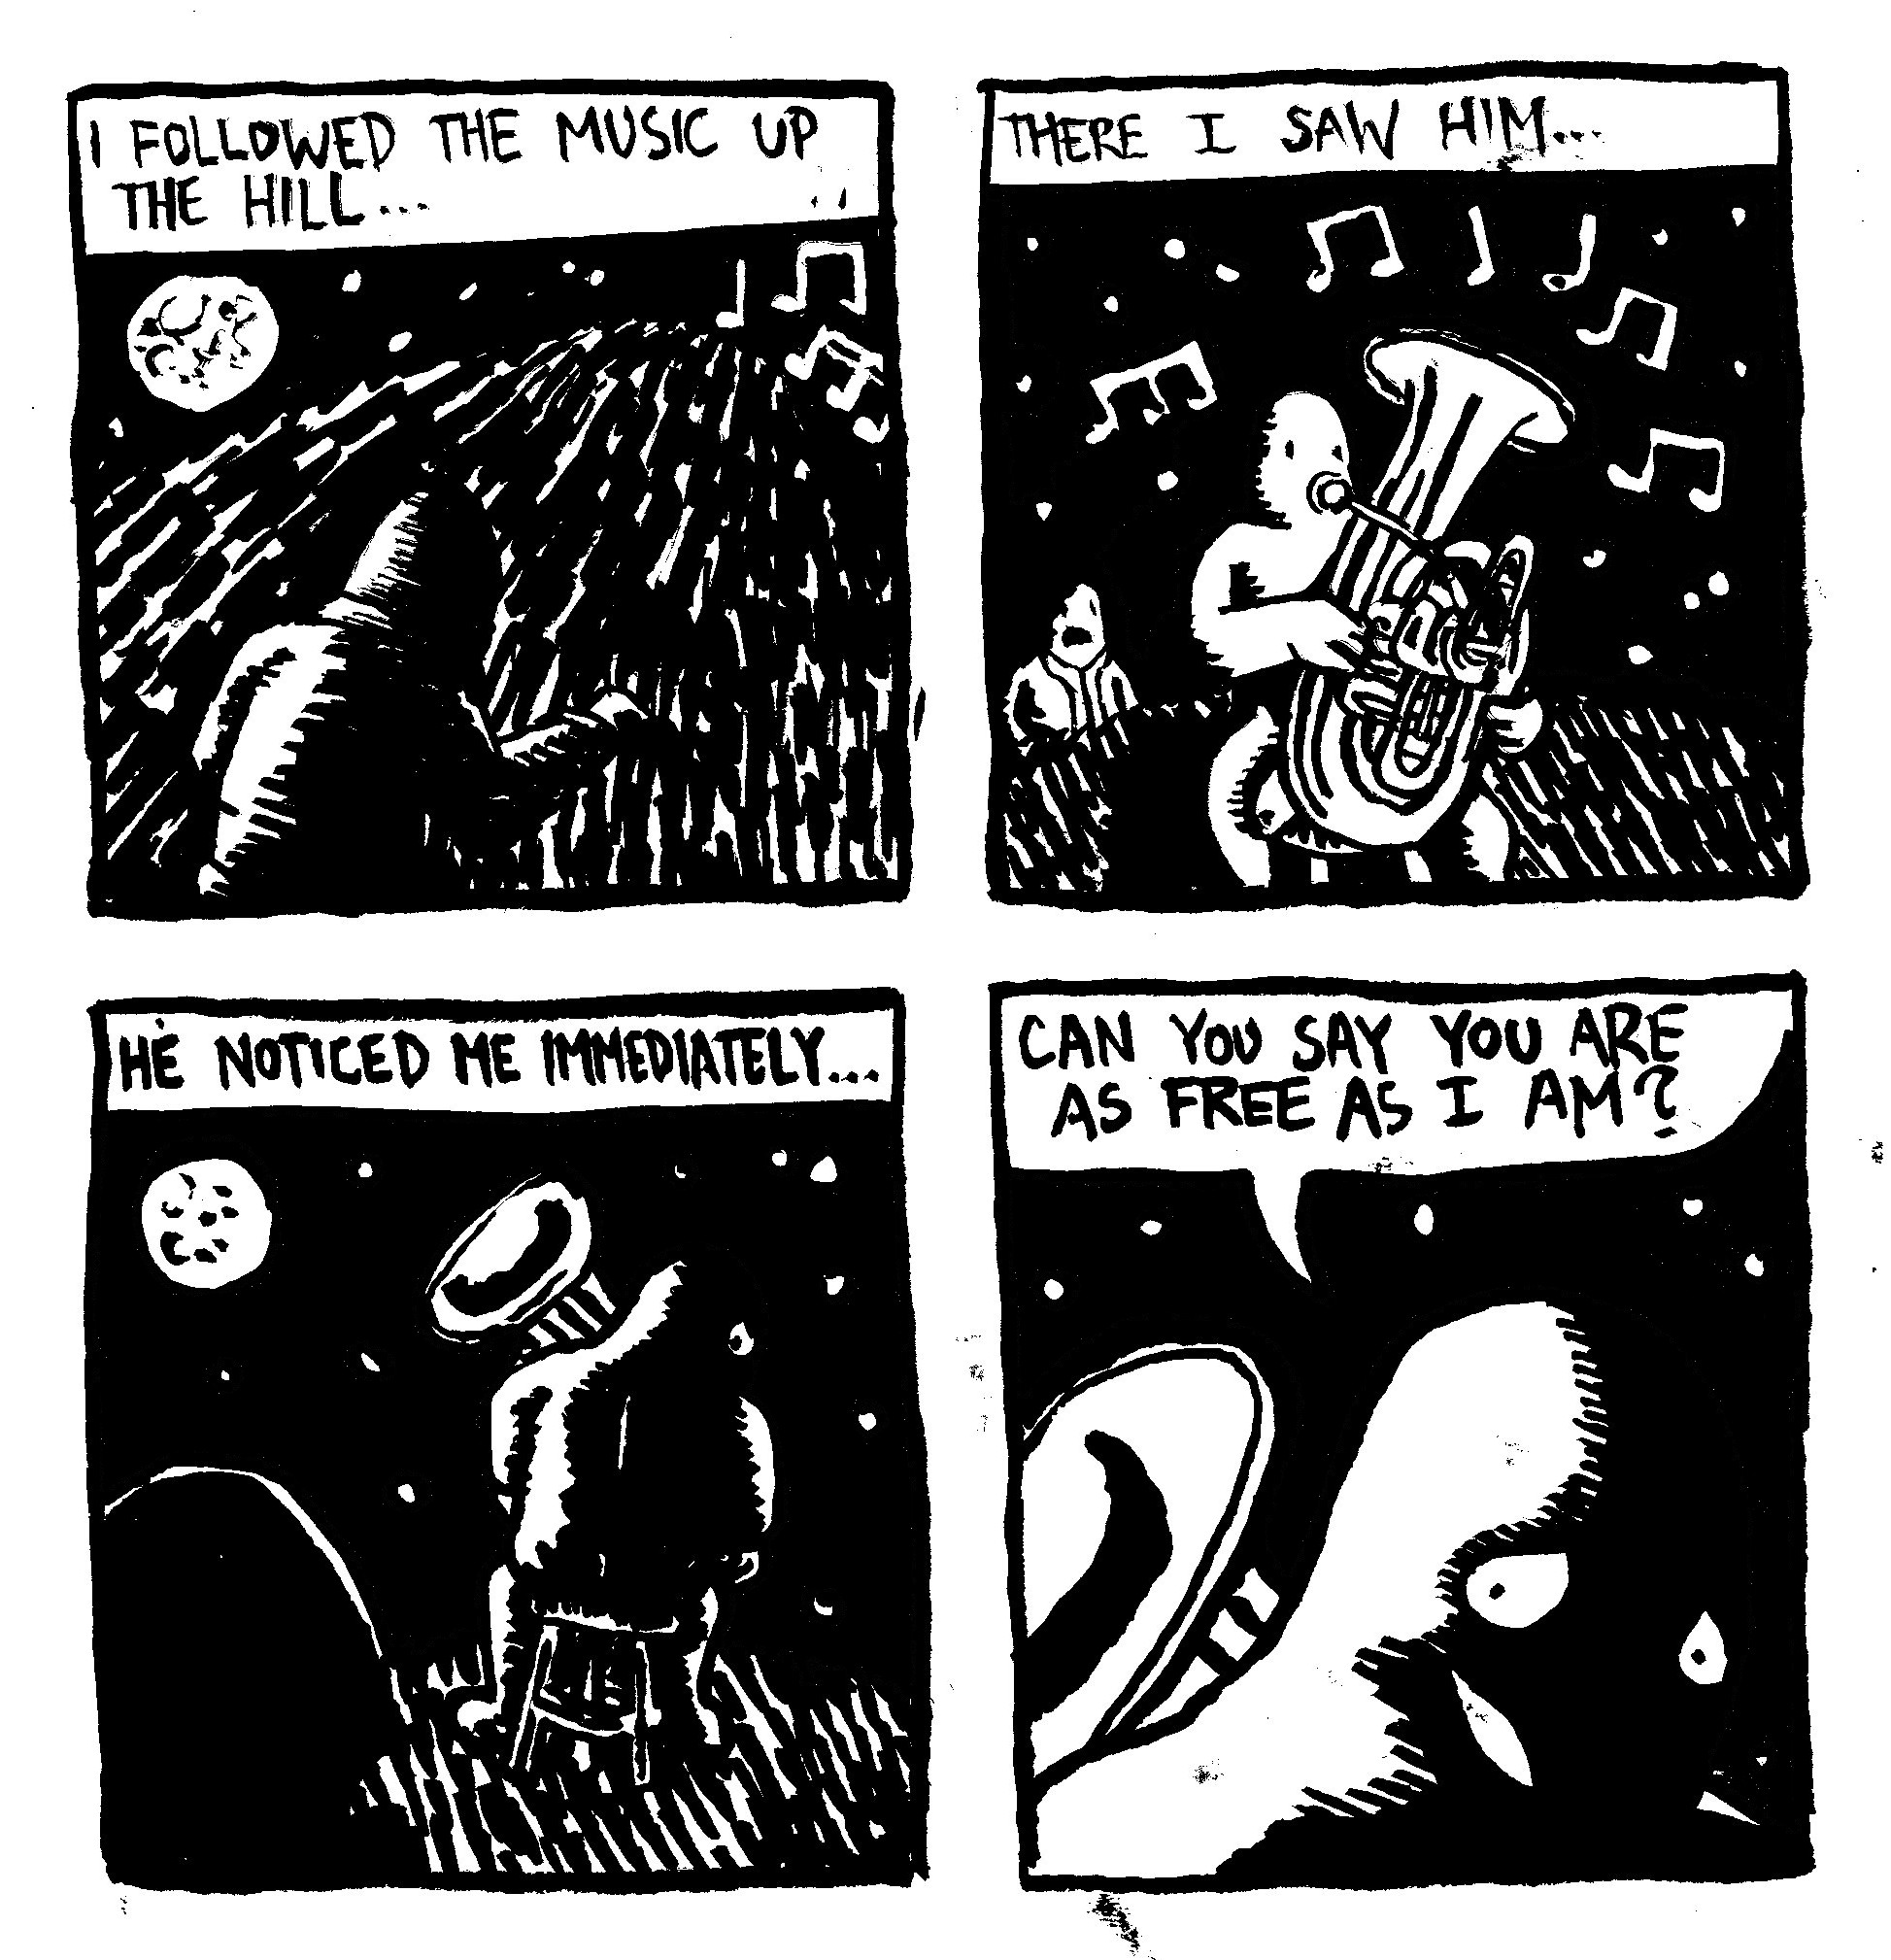 I FOLLOWED THE MUSIC UP
THE HILL...
THERE I SAW HIM...
HE NOTICED ME IMMEDIATELY...
CAN YOU SAY YOU ARE
AS FREE AS I AM?